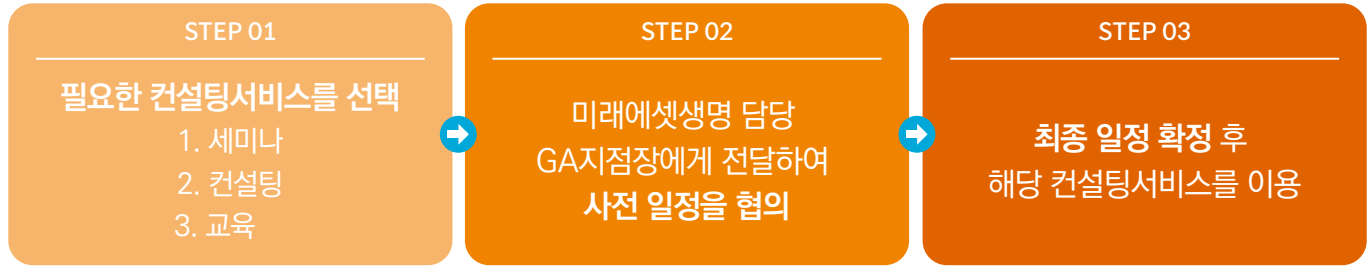 STEP 01
필요한 컨설팅서비스를 선택
1. 세미나
2. 컨설팅
3. 교육
STEP 02
미래에셋생명 담당
GA지점장에게 전달하여
사전 일정을 협의
STEP 03
최종 일정 확정 후
해당 컨설팅서비스를 이용